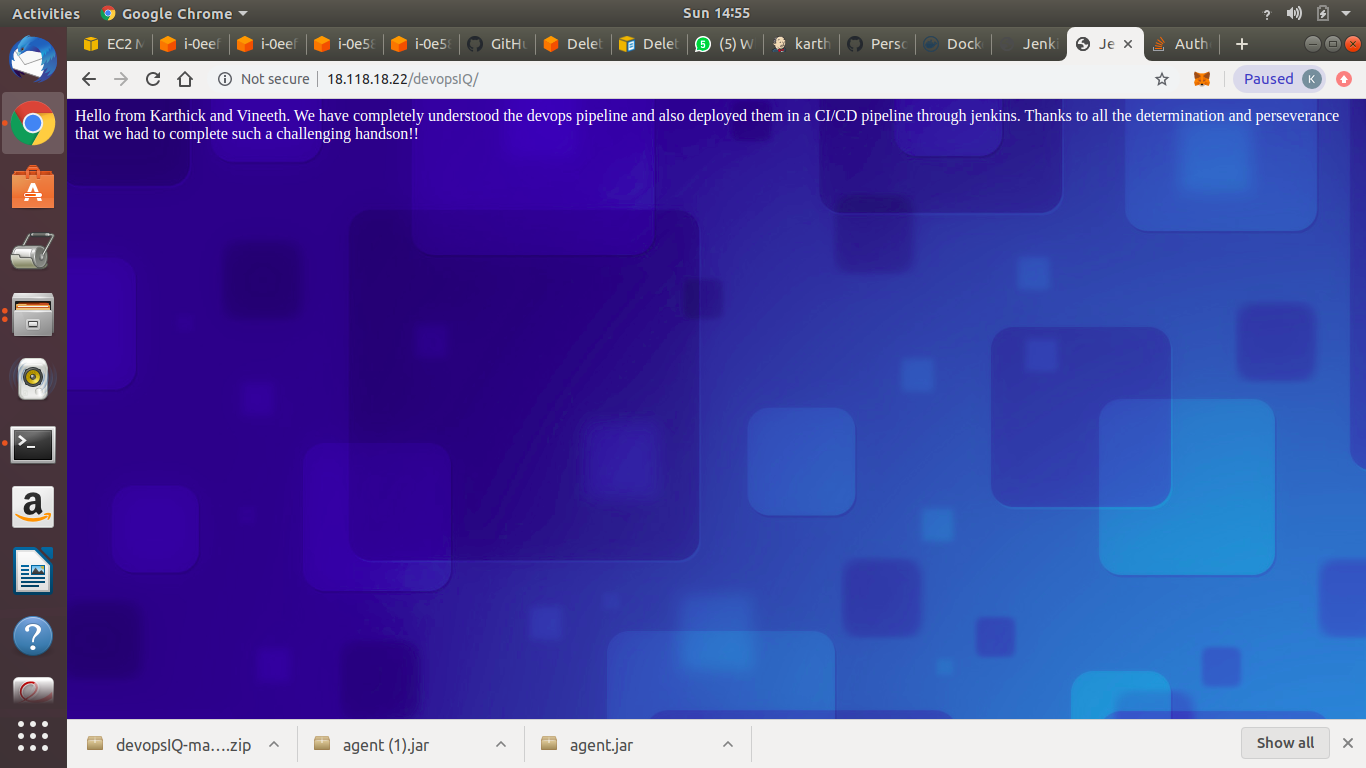 Activities
Google Chrome
Sun 14:55
?
EC2 M
i-0eef
i-0eef
i-0e58
i-0e58
GitHu
Delet
Delet
(5) W
karth
Perso
Dock
Jenki
Je
Auth
Not secure
18.118.18.22/devopsIQ/
Paused
K
Hello from Karthick and Vineeth. We have completely understood the devops pipeline and also deployed them in a CI/CD pipeline through jenkins. Thanks to all the determination and perseverance
that we had to complete such a challenging handson!!
devopsIQ-ma....zip
agent (1).jar
agent.jar
Show all